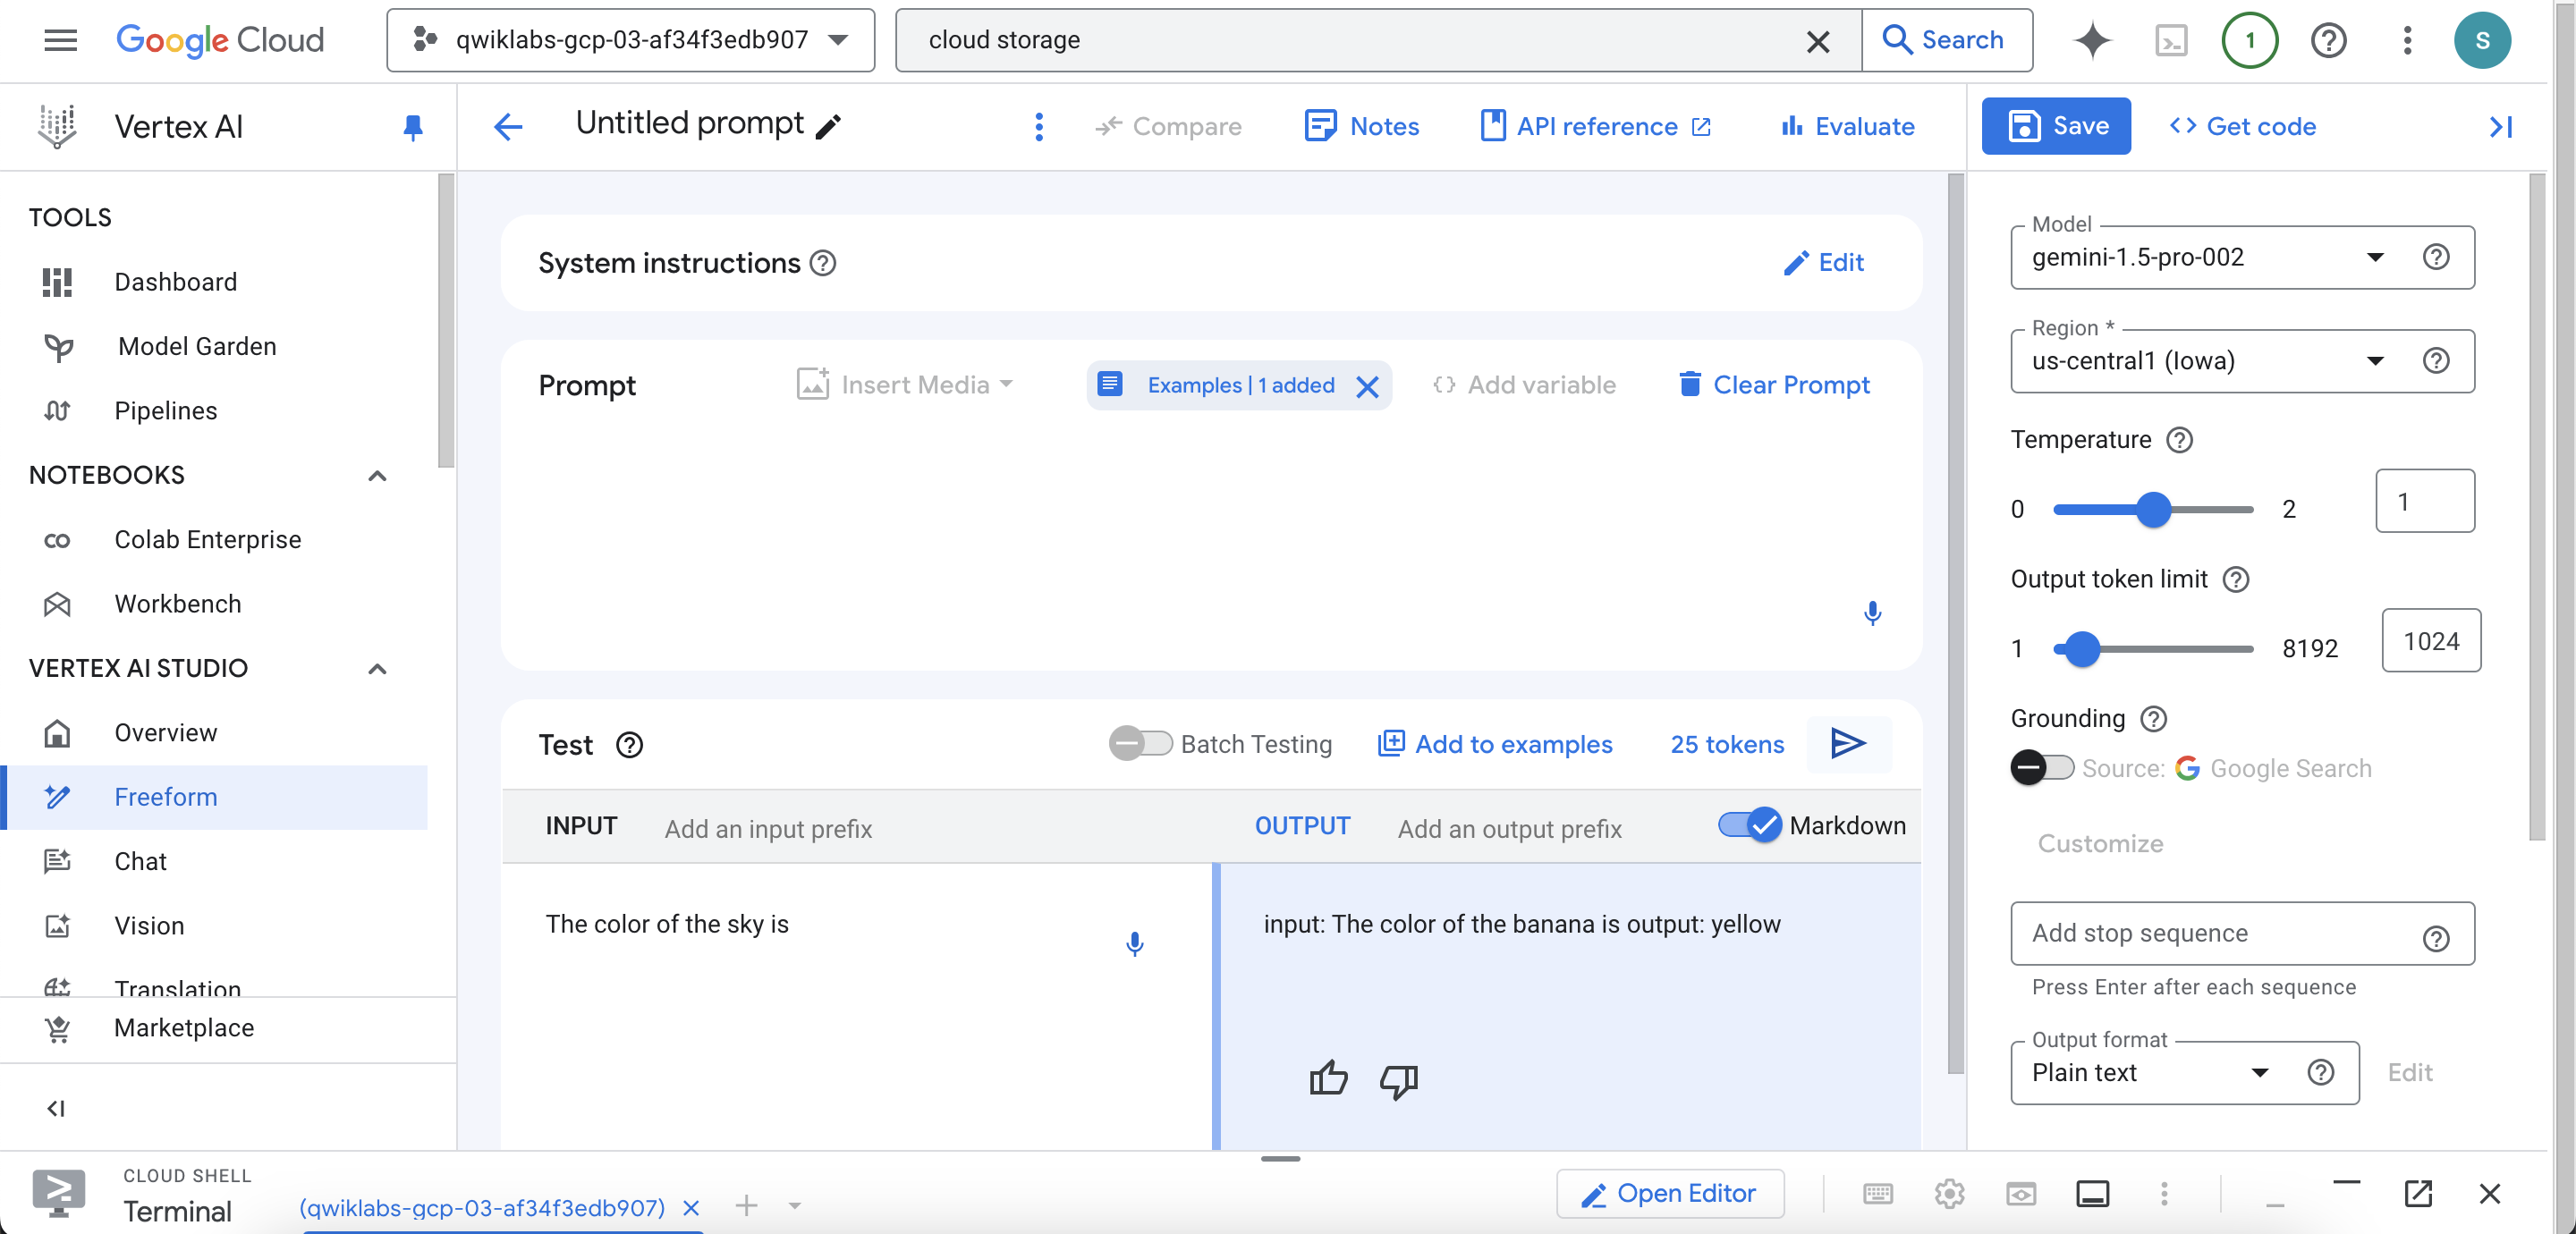 Google Cloud
qwiklabs-gcp-03-af34f3edb907
cloud storage
Search
1
S
Vertex AI
Untitled prompt
Compare
Notes
API reference
Evaluate
Save
Get code
TOOLS
Dashboard
Model Garden
Pipelines
NOTEBOOKS
Colab Enterprise
Workbench
VERTEX AI STUDIO
Overview
Freeform
Chat
Vision
Translation
Marketplace
System instructions
Edit
Prompt
Insert Media
Examples | 1 added
Add variable
Clear Prompt
Test
Batch Testing
Add to examples
25 tokens
INPUT
Add an input prefix
OUTPUT
Add an output prefix
Markdown
The color of the sky is
input: The color of the banana is output: yellow
Model
gemini-1.5-pro-002
Region *
us-central1 (Iowa)
Temperature
0
2
1
Output token limit
1
8192
1024
Grounding
Source: Google Search
Customize
Add stop sequence
Press Enter after each sequence
Output format
Plain text
Edit
CLOUD SHELL
Terminal
(qwiklabs-gcp-03-af34f3edb907)
Open Editor